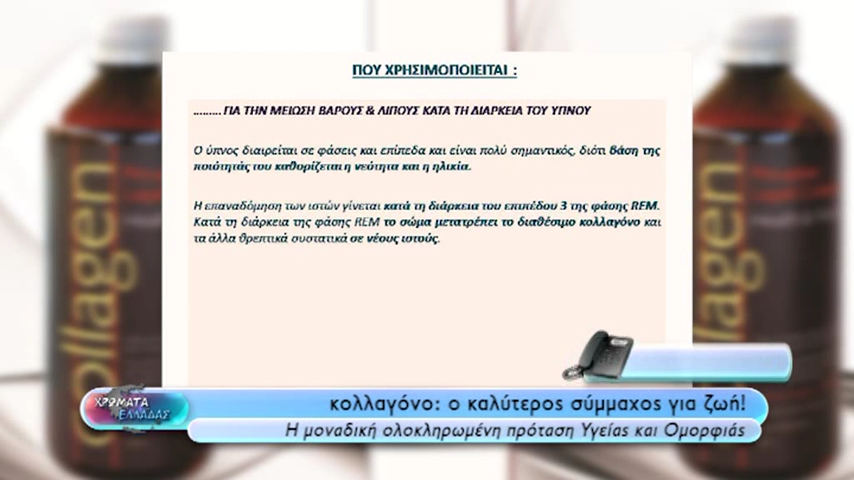 ΠΟΥ ΧΡΗΣΙΜΟΠΟΙΕΙΤΑΙ :
......... ΓΙΑ ΤΗΝ ΜΕΙΩΣΗ ΒΑΡΟΥΣ & ΛΙΠΟΥΣ ΚΑΤΑ ΤΗ ΔΙΑΡΚΕΙΑ ΤΟΥ ΥΠΝΟΥ
Ο ύπνος διαιρείται σε φάσεις και επίπεδα και είναι πολύ σημαντικός, διότι βάση της
ποιότητάς του καθορίζεται η νεότητα και η ηλικία.
Η επαναδόμηση των ιστών γίνεται κατά τη διάρκεια του επιπέδου 3 της φάσης REM.
Κατά τη διάρκεια της φάσης REM το σώμα μετατρέπει το διαθέσιμο κολλαγόνο και
τα άλλα θρεπτικά συστατικά σε νέους ιστούς.
collagen
collagen
ΧΡΩΜΑΤΑ
ΕΛΛΑΔΑΣ
κολλαγόνο: ο καλύτερος σύμμαχος για ζωή!
Η μοναδική ολοκληρωμένη πρόταση Υγείας και Ομορφιάς